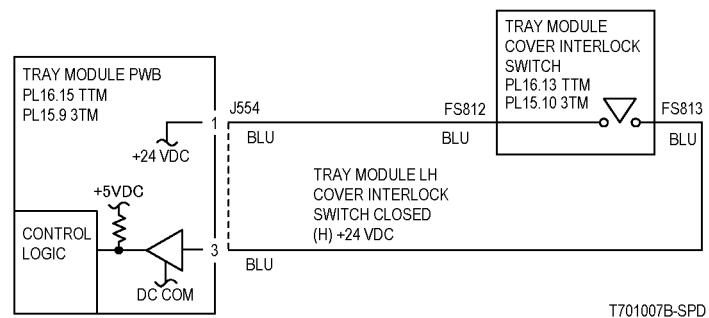 TRAY MODULE PWB
PL16.15 TTM
PL15.9 3TM
1
J554
BLU
+24 VDC
+5VDC
CONTROL
LOGIC
DC COM
3
BLU
TRAY MODULE LH
COVER INTERLOCK
SWITCH CLOSED
(H) +24 VDC
FS812
BLU
TRAY MODULE
COVER INTERLOCK
SWITCH
PL16.13 TTM
PL15.10 3TM
FS813
BLU
T701007B-SPD